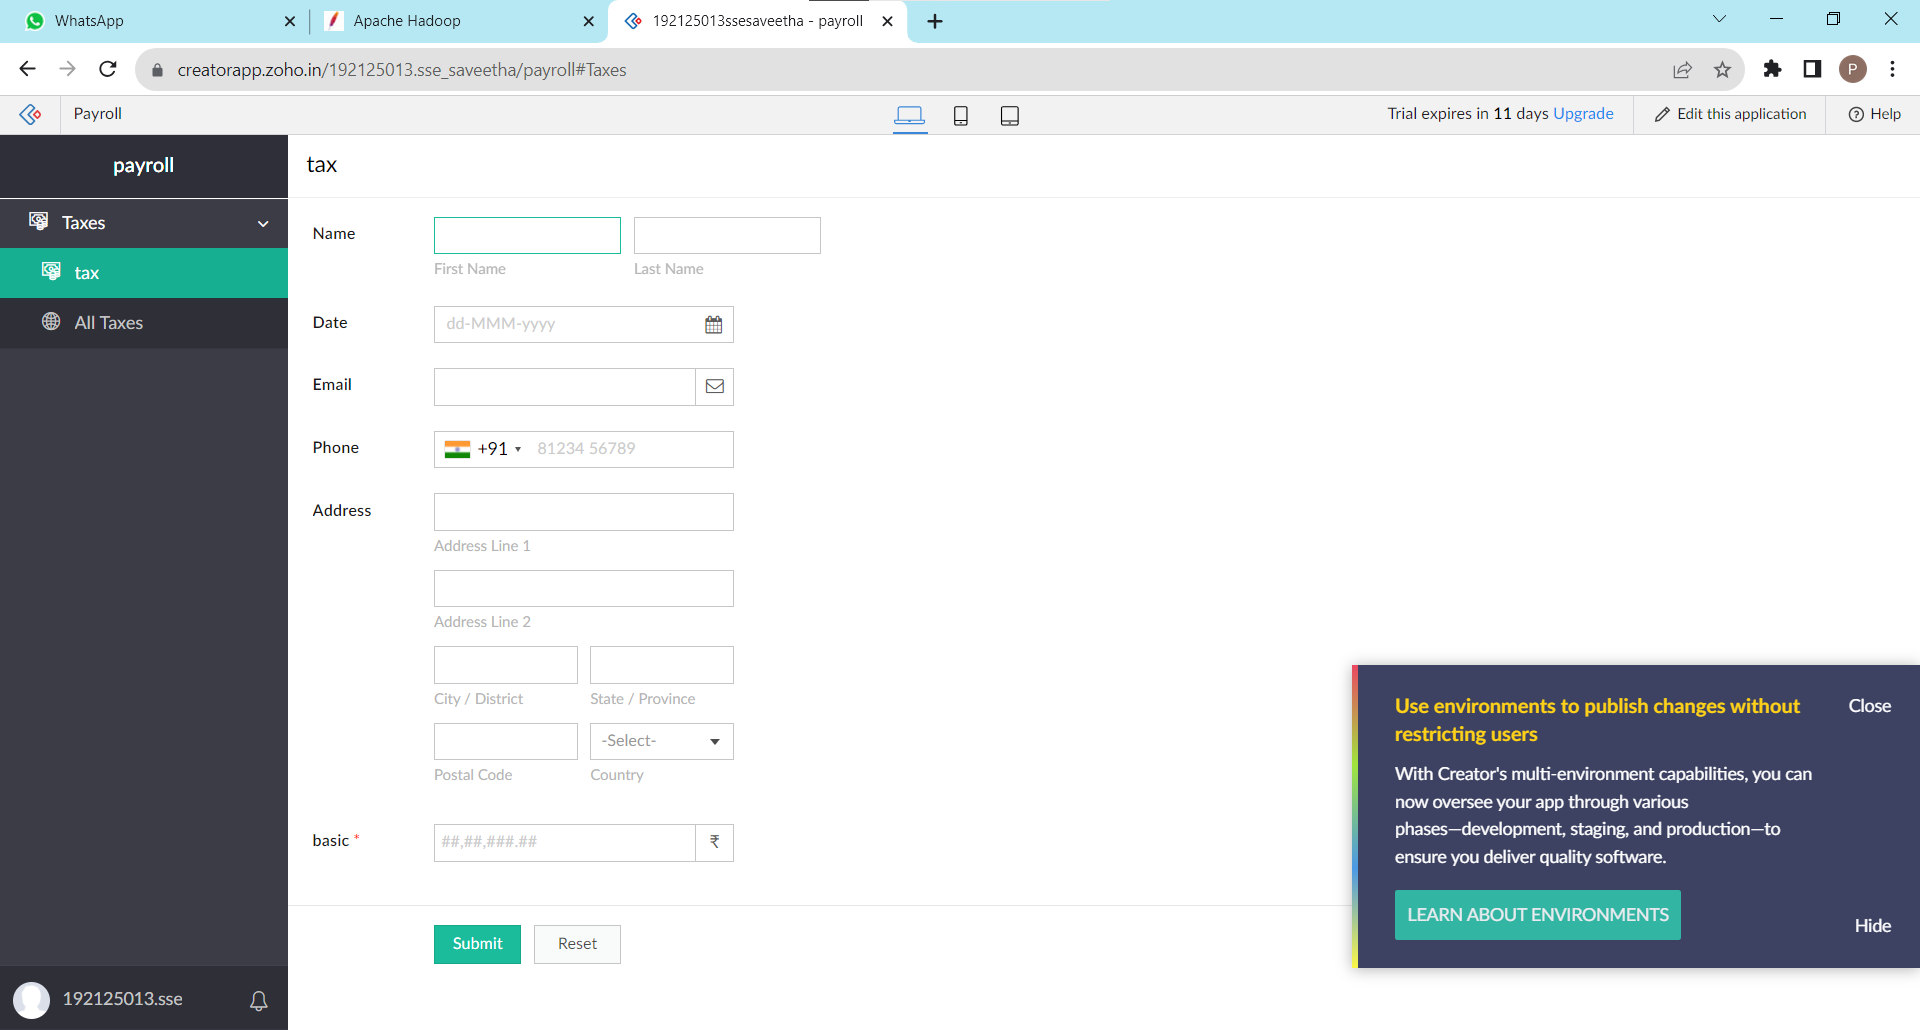 WhatsApp
Apache Hadoop
192125013ssesaveetha - payroll
creatorapp.zoho.in/192125013.sse_saveetha/payroll#Taxes
P
Payroll
Trial expires in 11 days Upgrade
Edit this application
Help
payroll
Taxes
tax
All Taxes
192125013.sse
tax
Name
First Name
Last Name
Date
dd-MMM-yyyy
Email
Phone
+91
81234 56789
Address
Address Line 1
Address Line 2
City / District
State / Province
-Select-
Postal Code
Country
basic *
##,##,###.##
₹
Submit
Reset
Use environments to publish changes without
restricting users
Close
With Creator's multi-environment capabilities, you can
now oversee your app through various
phases—development, staging, and production—to
ensure you deliver quality software.
LEARN ABOUT ENVIRONMENTS
Hide